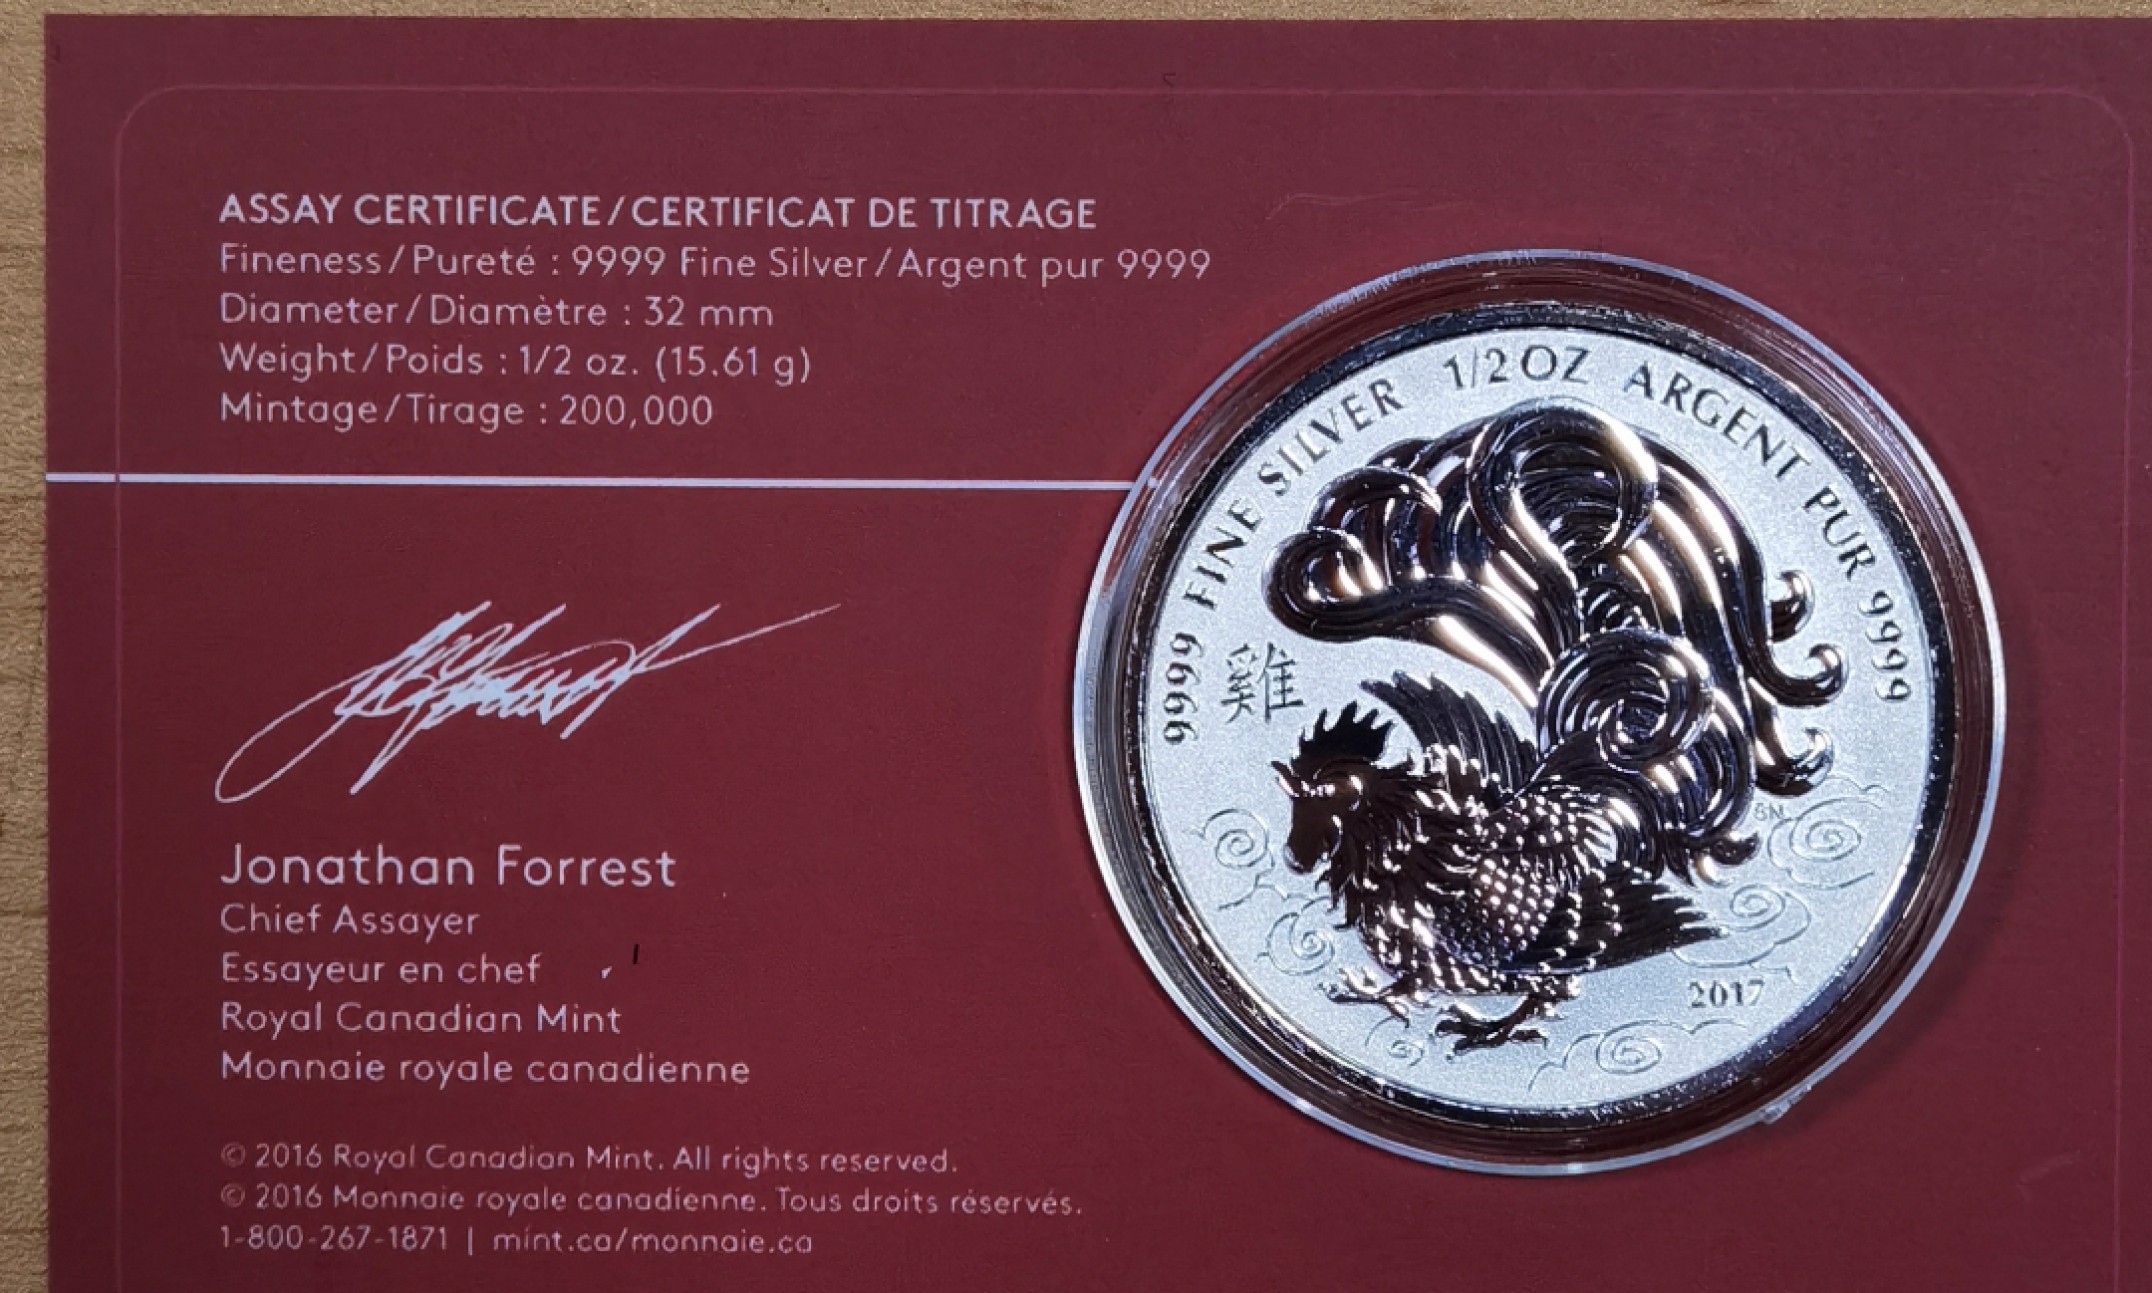 ASSAY CERTIFICATE/CERTIFICAT DE TITRAGE
Fineness/Pureté : 9999 Fine Silver/Argent pur 9999
Diameter/Diamètre : 32 mm
Weight/Poids : 1/2 oz. (15.61 g)
Mintage/Tirage : 200,000
Jonathan Forrest
Chief Assayer
Essayeur en chef
Royal Canadian Mint
Monnaie royale canadienne
© 2016 Royal Canadian Mint. All rights reserved.
© 2016 Monnaie royale canadienne. Tous droits réservés.
1-800-267-1871 | mint.ca/monnaie.ca
9999 FINE SILVER 1/2 OZ ARGENT PUR 9999
雞
SN
2017